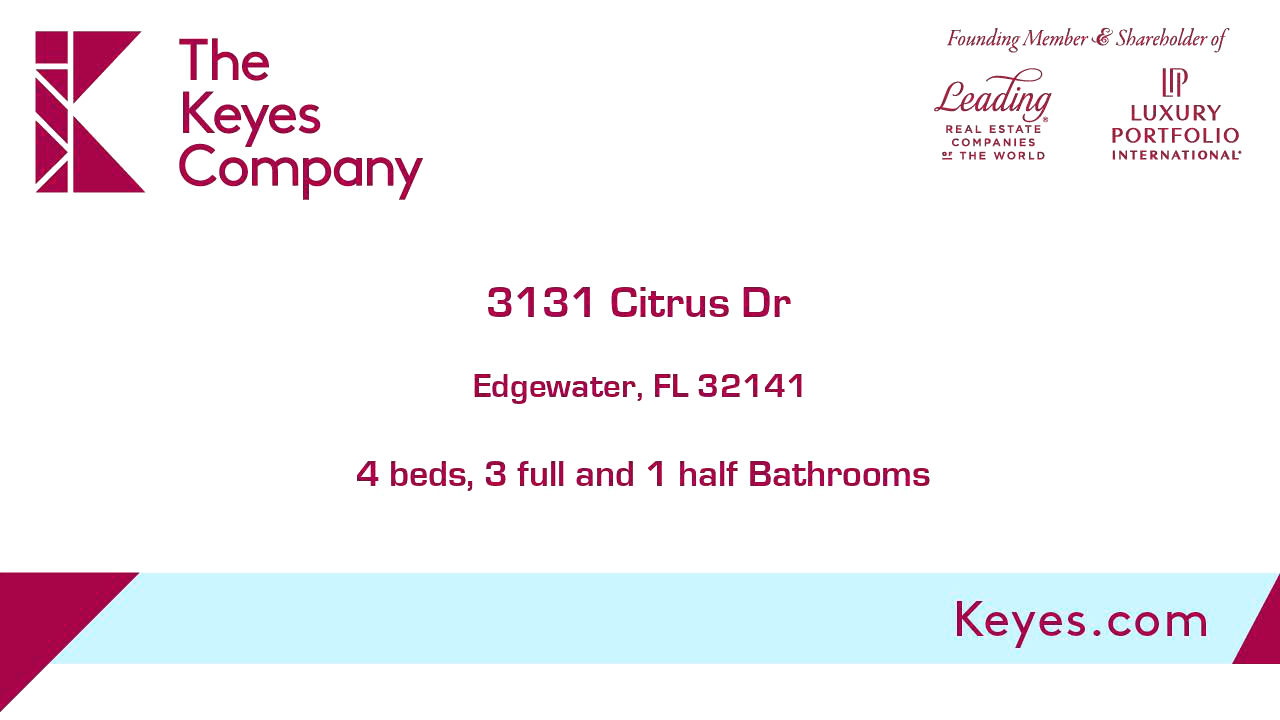 The
Keyes
Company
Founding Member & Shareholder of
Leading
REAL ESTATE
COMPANIES
OF THE WORLD
LUXURY
PORTFOLIO
INTERNATIONAL
3131 Citrus Dr
Edgewater, FL 32141
4 beds, 3 full and 1 half Bathrooms
Keyes.com